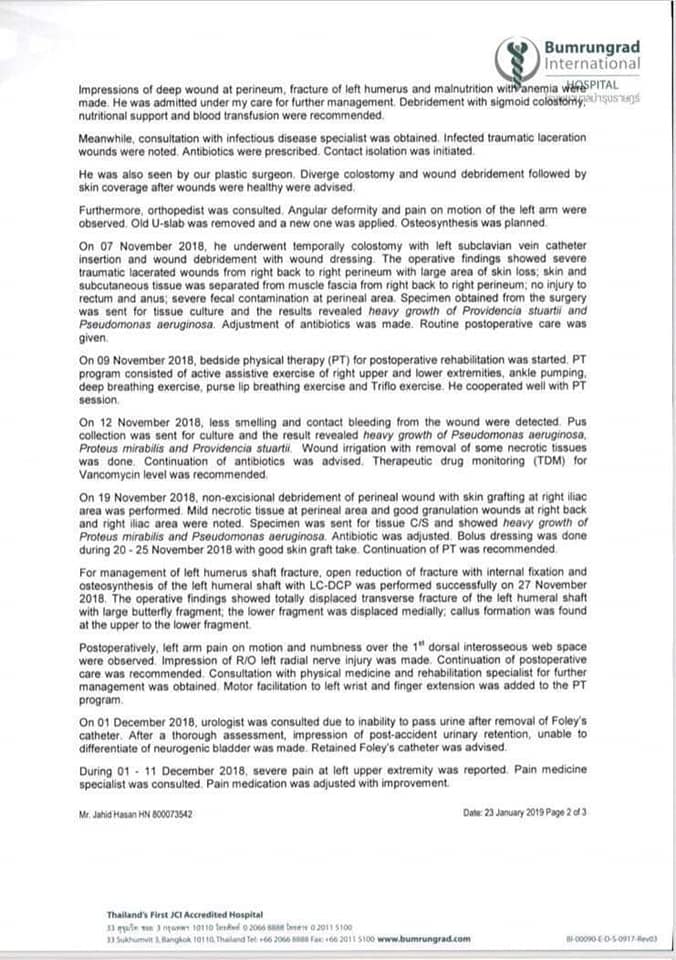 Bumrungrad
International
HOSPITAL
Impressions of deep wound at perineum, fracture of left humerus and malnutrition with anemia were
made. He was admitted under my care for further management. Debridement with sigmoid colostomy,
nutritional support and blood transfusion were recommended.
Meanwhile, consultation with infectious disease specialist was obtained. Infected traumatic laceration
wounds were noted. Antibiotics were prescribed. Contact isolation was initiated.
He was also seen by our plastic surgeon. Diverge colostomy and wound debridement followed by
skin coverage after wounds were healthy were advised.
Furthermore, orthopedist was consulted. Angular deformity and pain on motion of the left arm were
observed. Old U-slab was removed and a new one was applied. Osteosynthesis was planned.
On 07 November 2018, he underwent temporally colostomy with left subclavian vein catheter
insertion and wound debridement with wound dressing. The operative findings showed severe
traumatic lacerated wounds from right back to right perineum with large area of skin loss; skin and
subcutaneous tissue was separated from muscle fascia from right back to right perineum; no injury to
rectum and anus; severe fecal contamination at perineal area. Specimen obtained from the surgery
was sent for tissue culture and the results revealed heavy growth of Providencia stuartii and
Pseudomonas aeruginosa. Adjustment of antibiotics was made. Routine postoperative care was
given.
On 09 November 2018, bedside physical therapy (PT) for postoperative rehabilitation was started. PT
program consisted of active assistive exercise of right upper and lower extremities, ankle pumping,
deep breathing exercise, purse lip breathing exercise and Triflo exercise. He cooperated well with PT
session.
On 12 November 2018, less smelling and contact bleeding from the wound were detected. Pus
collection was sent for culture and the result revealed heavy growth of Pseudomonas aeruginosa,
Proteus mirabilis and Providencia stuartii. Wound irrigation with removal of some necrotic tissues
was done. Continuation of antibiotics was advised. Therapeutic drug monitoring (TDM) for
Vancomycin level was recommended.
On 19 November 2018, non-excisional debridement of perineal wound with skin grafting at right iliac
area was performed. Mild necrotic tissue at perineal area and good granulation wounds at right back
and right iliac area were noted. Specimen was sent for tissue C/S and showed heavy growth of
Proteus mirabilis and Pseudomonas aeruginosa. Antibiotic was adjusted. Bolus dressing was done
during 20 - 25 November 2018 with good skin graft take. Continuation of PT was recommended.
For management of left humerus shaft fracture, open reduction of fracture with internal fixation and
osteosynthesis of the left humeral shaft with LC-DCP was performed successfully on 27 November
2018. The operative findings showed totally displaced transverse fracture of the left humeral shaft
with large butterfly fragment; the lower fragment was displaced medially; callus formation was found
at the upper to the lower fragment.
Postoperatively, left arm pain on motion and numbness over the 1st dorsal interosseous web space
were observed. Impression of R/O left radial nerve injury was made. Continuation of postoperative
care was recommended. Consultation with physical medicine and rehabilitation specialist for further
management was obtained. Motor facilitation to left wrist and finger extension was added to the PT
program.
On 01 December 2018, urologist was consulted due to inability to pass urine after removal of Foley's
catheter. After a thorough assessment, impression of post-accident urinary retention, unable to
differentiate of neurogenic bladder was made. Retained Foley's catheter was advised.
During 01 - 11 December 2018, severe pain at left upper extremity was reported. Pain medicine
specialist was consulted. Pain medication was adjusted with improvement.
Mr. Jahid Hasan HN 800073542 Date: 23 January 2019 Page 2 of 3
Thailand's First JCI Accredited Hospital
33 สุขุมวิท ซอย 3 กรุงเทพฯ 10110 โทรศัพท์ 0 2066 8888 โทรสาร 0 2011 5100
33 Sukhumvit 3, Bangkok 10110, Thailand Tel: +66 2066 8888 Fax: +66 2011 5100 www.bumrungrad.com
BI-00090-E-D-S-0917-Rev03